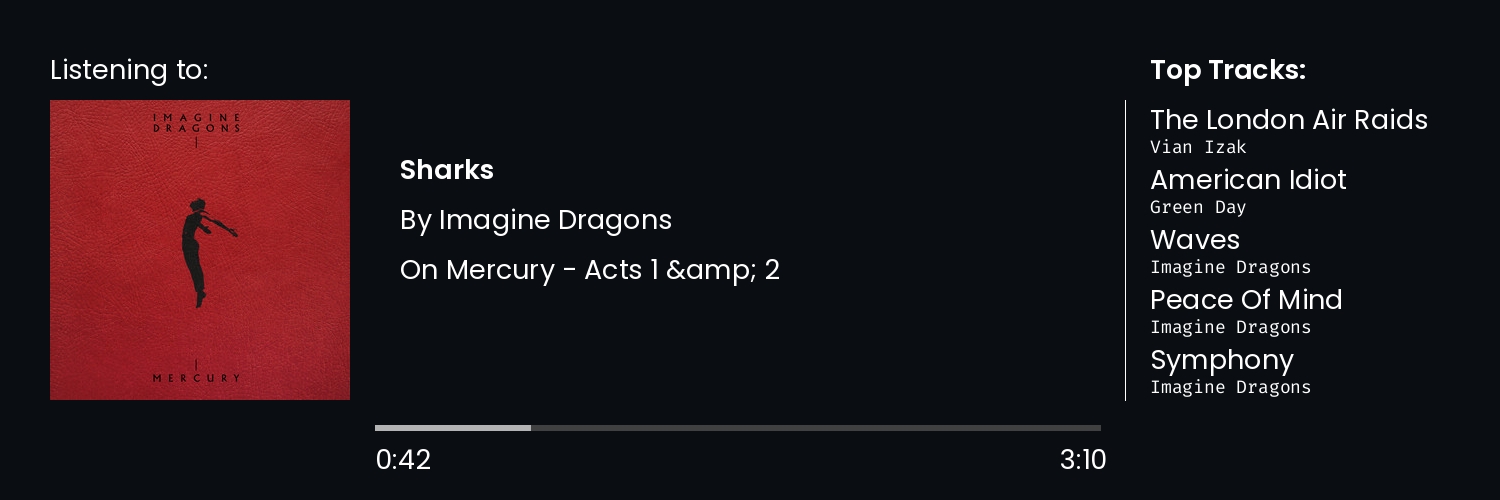 Listening to:
IMAGINE
DRAGONS
MERCURY
Sharks
By Imagine Dragons
On Mercury - Acts 1 &amp; 2
0:42
3:10
Top Tracks:
The London Air Raids
Vian Izak
American Idiot
Green Day
Waves
Imagine Dragons
Peace Of Mind
Imagine Dragons
Symphony
Imagine Dragons